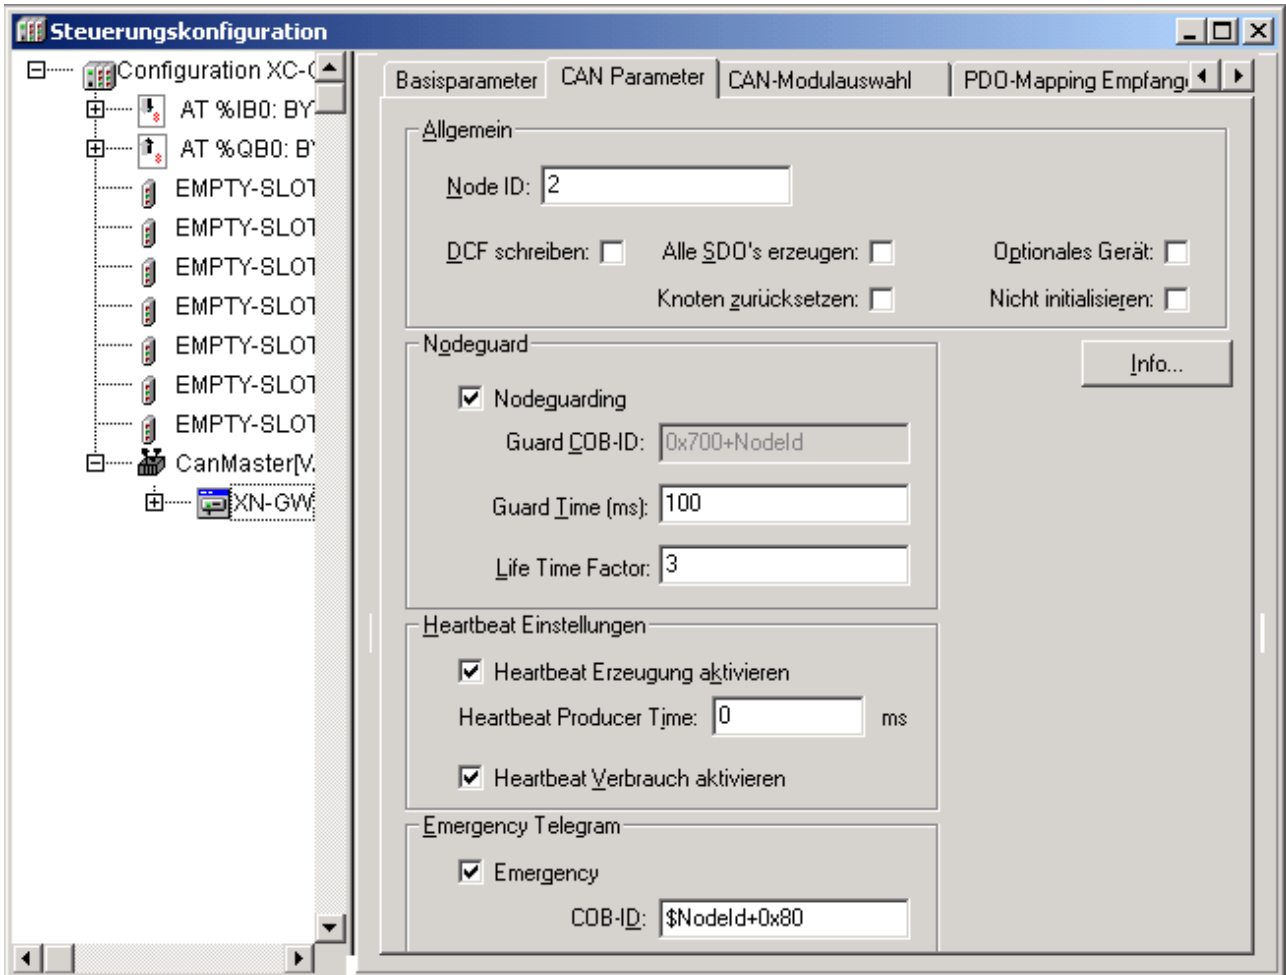 Steuerungskonfiguration
Configuration XC-C
AT %IB0: BY
AT %QB0: BY
EMPTY-SLOT
EMPTY-SLOT
EMPTY-SLOT
EMPTY-SLOT
EMPTY-SLOT
EMPTY-SLOT
EMPTY-SLOT
CanMaster[VA
XN-GW
Basisparameter CAN Parameter CAN-Modulauswahl PDO-Mapping Empfang
Allgemein
Node ID: 2
DCF schreiben: Alle SDO's erzeugen: Optionales Gerät:
Knoten zurücksetzen: Nicht initialisieren:
Nodeguard
Info...
Nodeguarding
Guard COB-ID: 0x700+NodeId
Guard Time (ms): 100
Life Time Factor: 3
Heartbeat Einstellungen
Heartbeat Erzeugung aktivieren
Heartbeat Producer Time: 0 ms
Heartbeat Verbrauch aktivieren
Emergency Telegram
Emergency
COB-ID: $NodeId+0x80